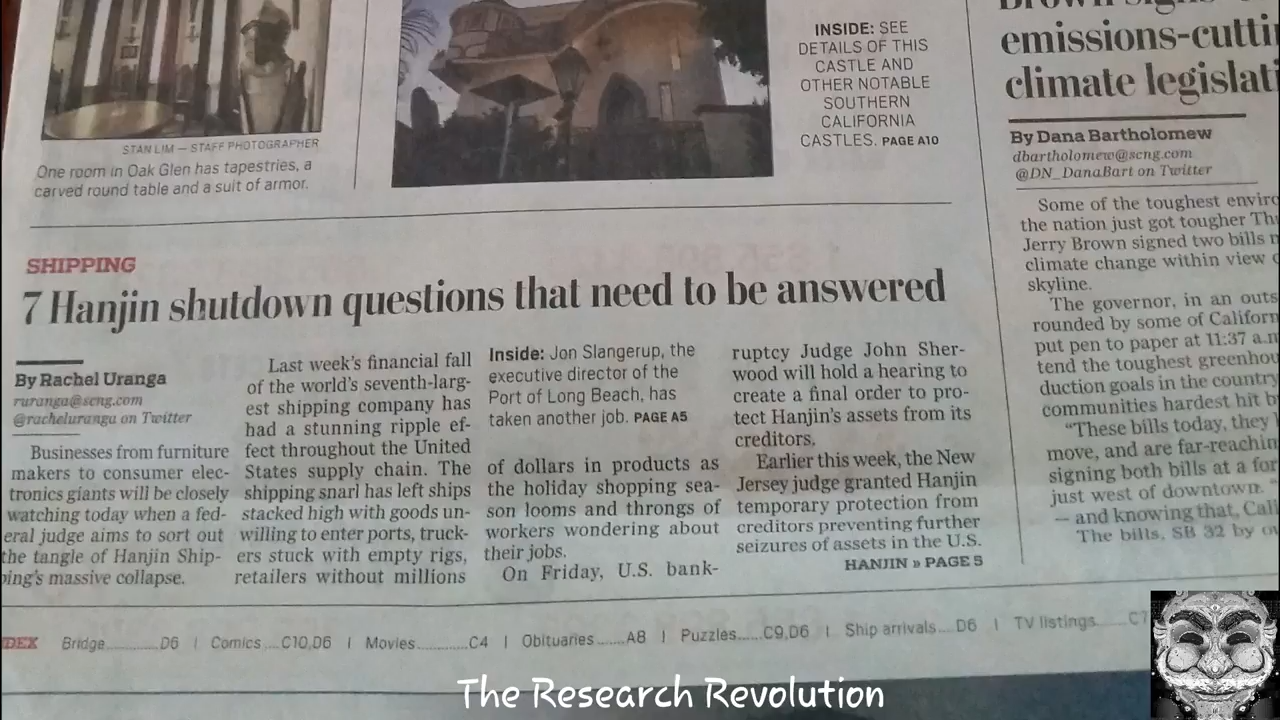 STAN LIM — STAFF PHOTOGRAPHER
One room in Oak Glen has tapestries, a
carved round table and a suit of armor.
INSIDE: SEE
DETAILS OF THIS
CASTLE AND
OTHER NOTABLE
SOUTHERN
CALIFORNIA
CASTLES. PAGE A10
SHIPPING
7 Hanjin shutdown questions that need to be answered
By Rachel Uranga
ruranga@scng.com
@racheluranga on Twitter
Businesses from furniture
makers to consumer elec-
tronics giants will be closely
watching today when a fed-
eral judge aims to sort out
the tangle of Hanjin Ship-
ping's massive collapse.
Last week's financial fall
of the world's seventh-larg-
est shipping company has
had a stunning ripple ef-
fect throughout the United
States supply chain. The
shipping snarl has left ships
stacked high with goods un-
willing to enter ports, truck-
ers stuck with empty rigs,
retailers without millions
Inside: Jon Slangerup, the
executive director of the
Port of Long Beach, has
taken another job. PAGE A5
of dollars in products as
the holiday shopping sea-
son looms and throngs of
workers wondering about
their jobs.
On Friday, U.S. bank-
ruptcy Judge John Sher-
wood will hold a hearing to
create a final order to pro-
tect Hanjin's assets from its
creditors.
Earlier this week, the New
Jersey judge granted Hanjin
temporary protection from
creditors preventing further
seizures of assets in the U.S.
HANJIN » PAGE 5
emissions-cutti
climate legislati
By Dana Bartholomew
dbartholomew@scng.com
@DN_DanaBart on Twitter
Some of the toughest enviro
the nation just got tougher Th
Jerry Brown signed two bills
climate change within view
skyline.
The governor, in an outs
rounded by some of Californ
put pen to paper at 11:37 a.m
tend the toughest greenhou
duction goals in the country
communities hardest hit b
"These bills today, they
move, and are far-reachin
signing both bills at a for
just west of downtown. "
— and knowing that, Cali
The bills, SB 32 by
DEX Bridge............D6 | Comics....C10,D6 | Movies............C4 | Obituaries.......A8 | Puzzles......C9,D6 | Ship arrivals....D6 | TV listings......C7
The Research Revolution